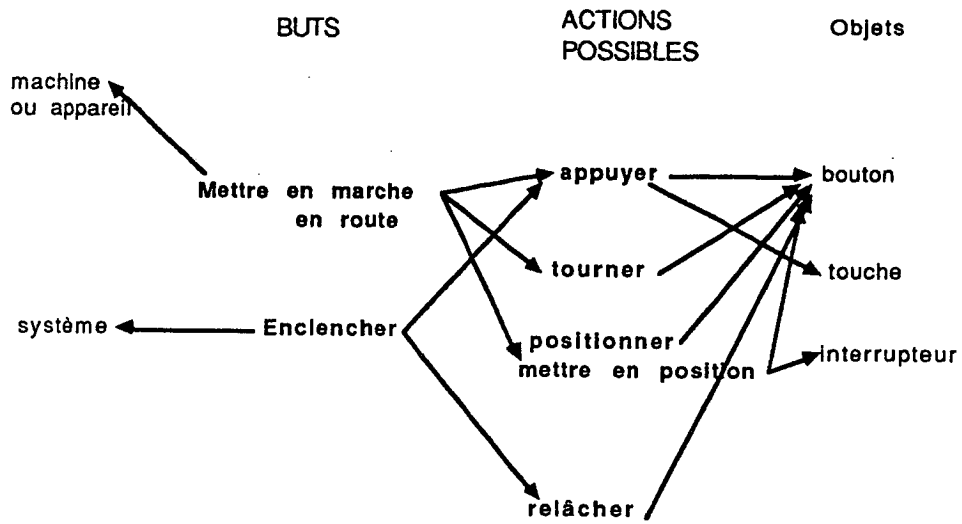 BUTS
ACTIONS
POSSIBLES
Objets
machine
ou appareil
Mettre en marche
en route
appuyer
bouton
tourner
touche
système
Enclencher
positionner
mettre en position
interrupteur
relâcher